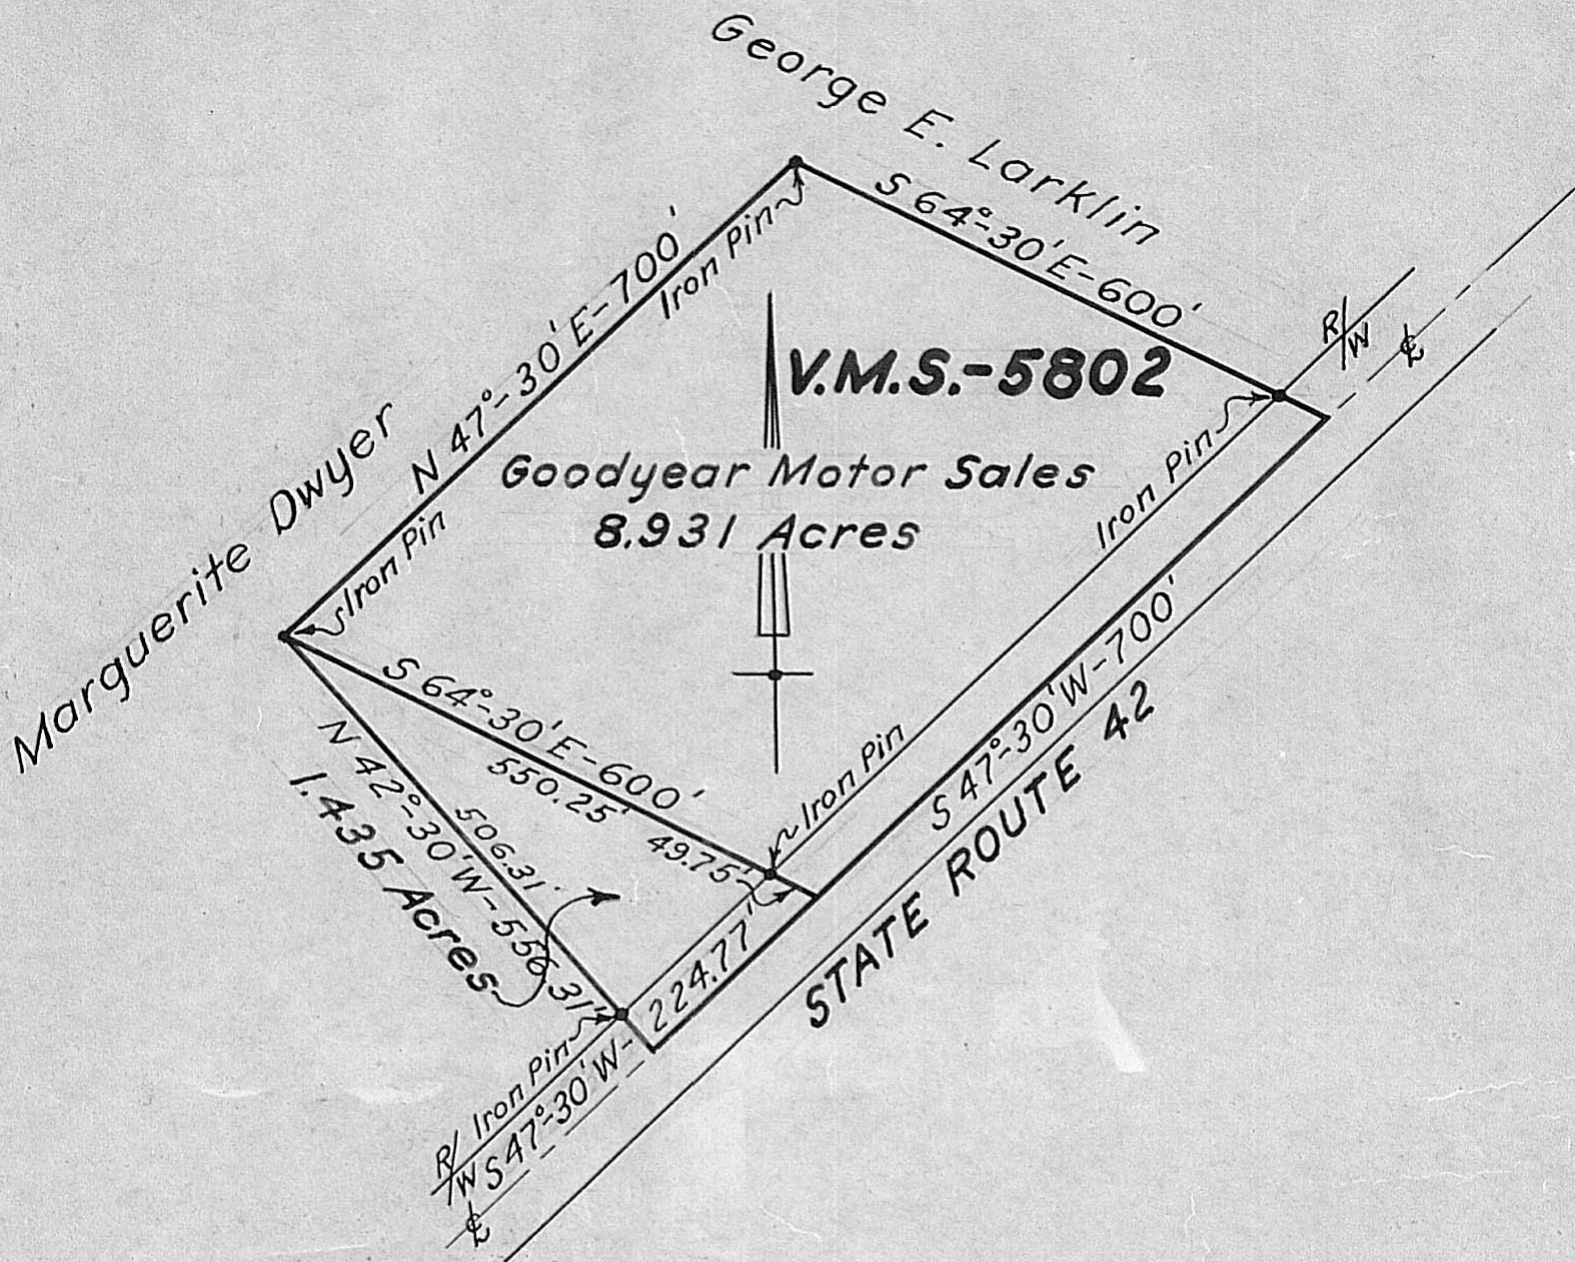 George E. Larklin
S 64°-30' E-600'
Iron Pin
N 47°-30' E-700'
R/W
℄
V.M.S.-5802
Marguerite Dwyer
Goodyear Motor Sales
8.931 Acres
Iron Pin
Iron Pin
S 64°-30' E-600'
550.25'
49.75'
Iron Pin
S 47°-30' W-700'
STATE ROUTE 42
N 42°-30' W-556.31'
506.31'
1.435 Acres
224.77'
Iron Pin
S 47°-30' W-
R/W
℄